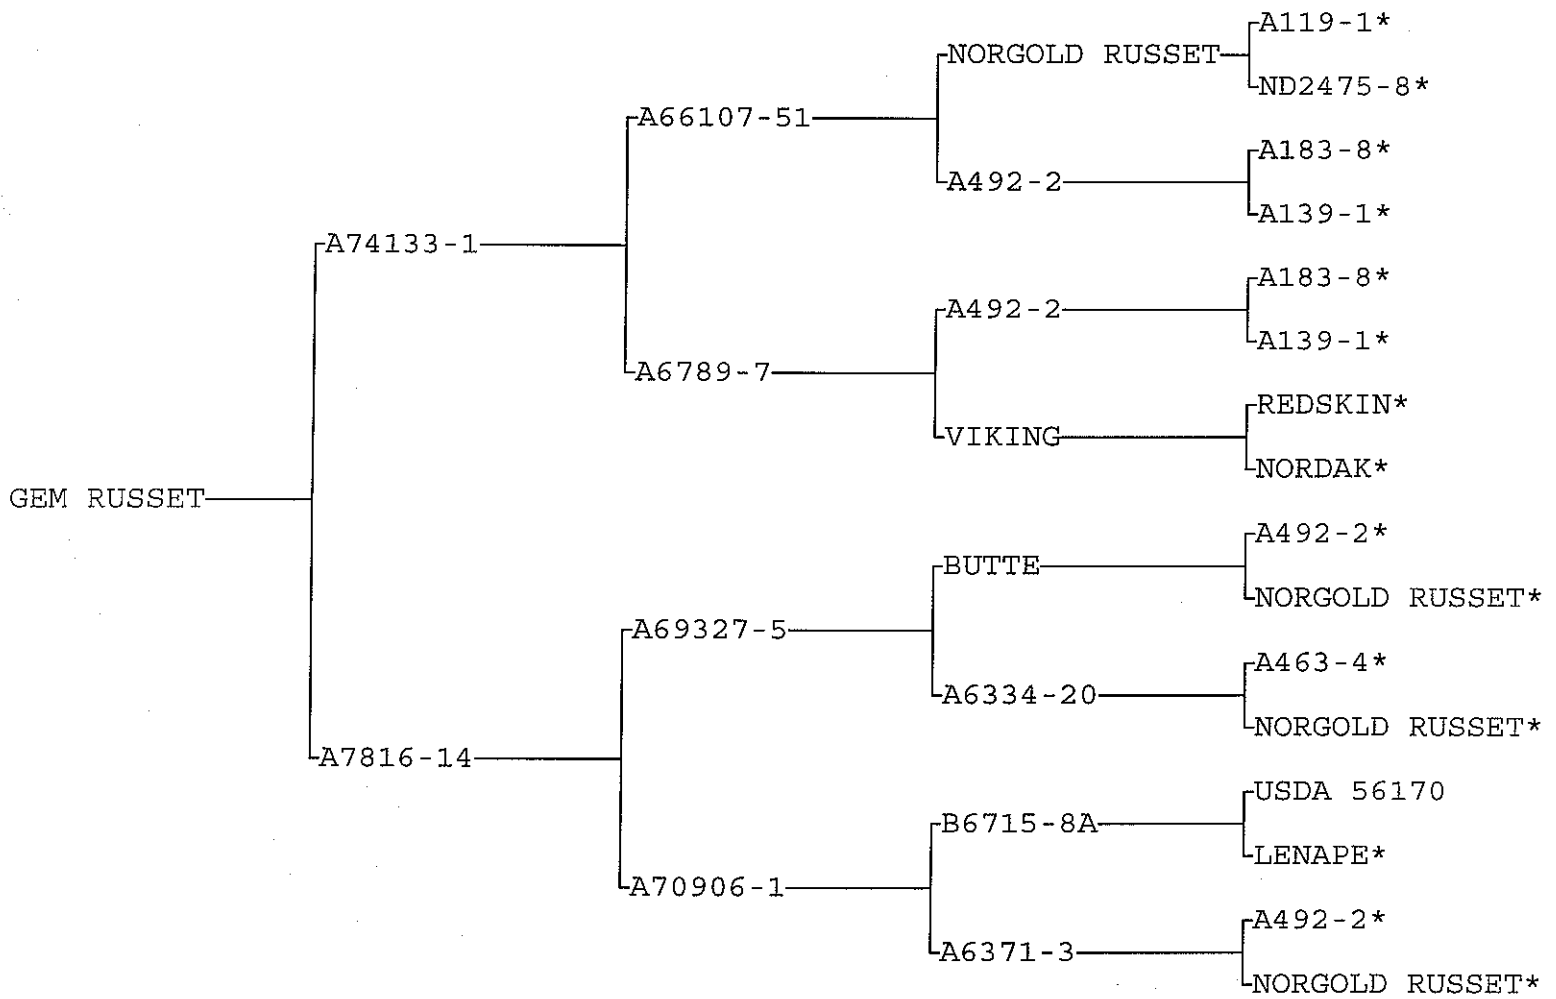 A119-1*
NORGOLD RUSSET
ND2475-8*
A66107-51
A183-8*
A492-2
A139-1*
A74133-1
A183-8*
A492-2
A139-1*
A6789-7
REDSKIN*
VIKING
NORDAK*
GEM RUSSET
A492-2*
BUTTE
NORGOLD RUSSET*
A69327-5
A463-4*
A6334-20
NORGOLD RUSSET*
A7816-14
USDA 56170
B6715-8A
LENAPE*
A70906-1
A492-2*
A6371-3
NORGOLD RUSSET*